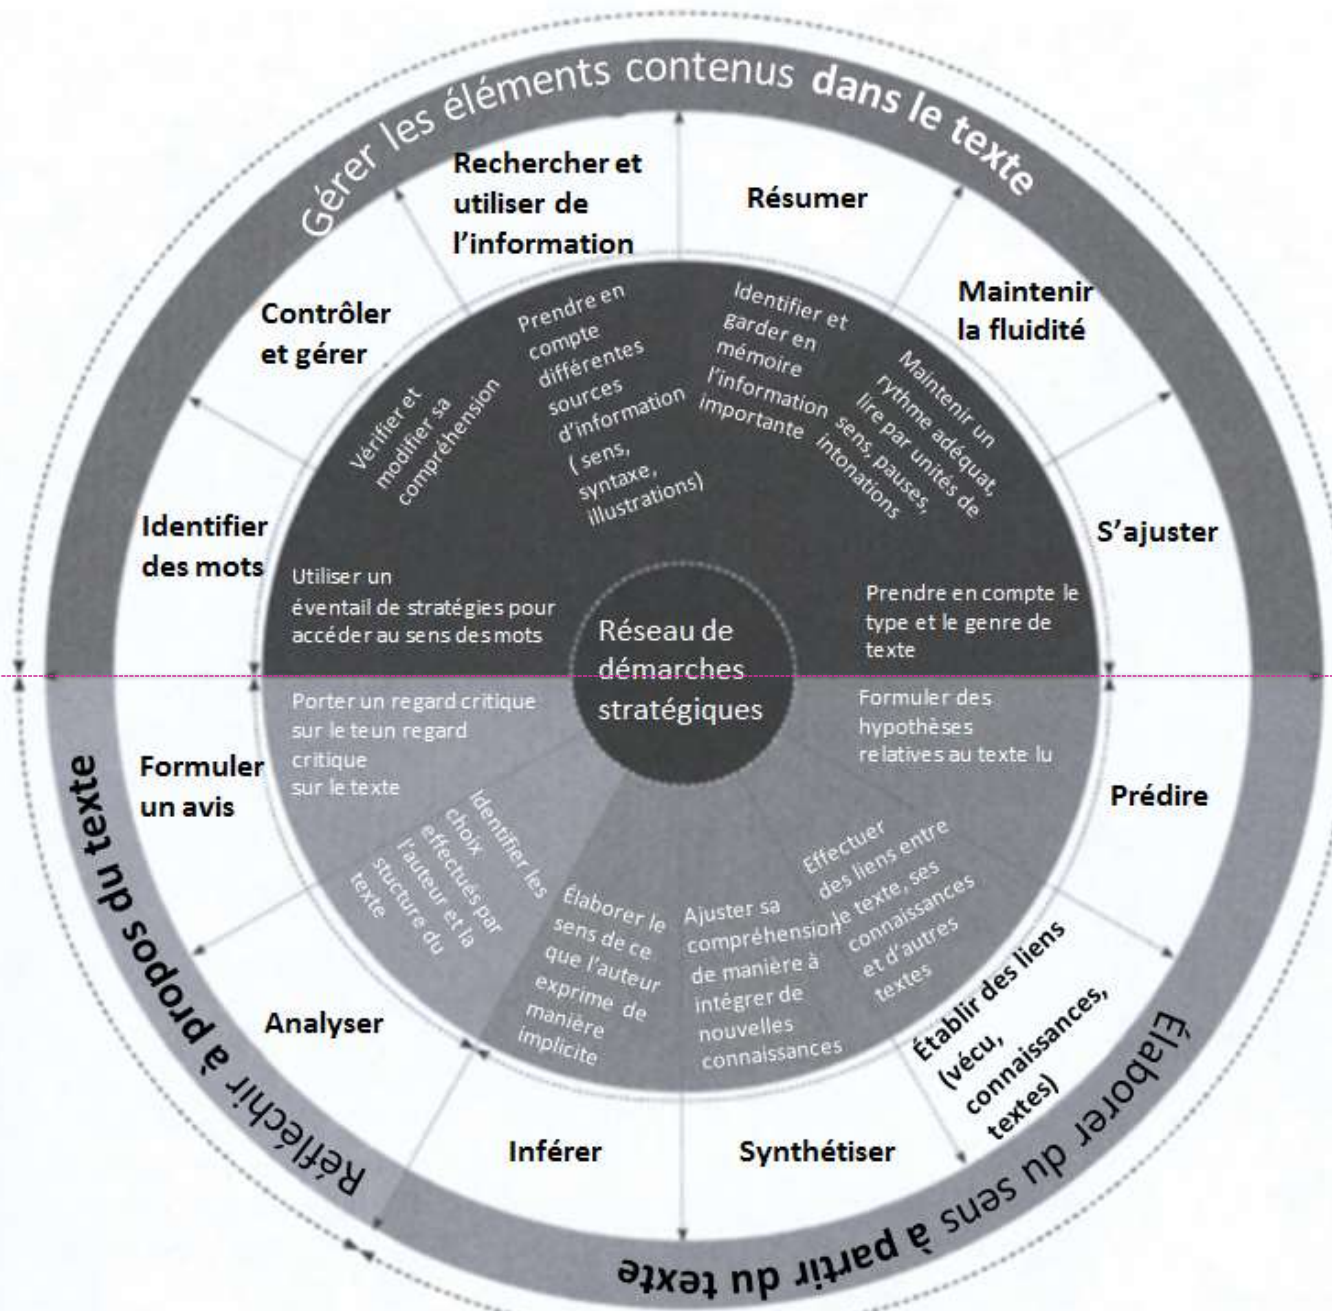 Gérer les éléments contenus dans le texte
Rechercher et
utiliser de
l'information
Résumer
Maintenir
la fluidité
Contrôler
et gérer
S'ajuster
Identifier
des mots
Vérifier et
modifier sa
compréhension
Prendre en
compte
différentes
sources
d'information
( sens,
syntaxe,
illustrations)
Identifier et
garder en
mémoire
l'information
importante
Maintenir un
rythme adéquat,
lire par unités de
sens, pauses,
intonations
Utiliser un
éventail de stratégies pour
accéder au sens des mots
Prendre en compte le
type et le genre de
texte
Réseau de
démarches
stratégiques
Porter un regard critique
sur le teun regard
critique
sur le texte
Formuler des
hypothèses
relatives au texte lu
Formuler
un avis
Prédire
Identifier les
choix
effectués par
l'auteur et la
stucture du
texte
Élaborer le
sens de ce
que l'auteur
exprime de
manière
implicite
Ajuster sa
compréhension
de manière à
intégrer de
nouvelles
connaissances
Effectuer
des liens entre
le texte, ses
connaissances
et d'autres
textes
Analyser
Inférer
Synthétiser
Établir des liens
(vécu,
connaissances,
textes)
Réfléchir à propos du texte
Élaborer du sens à partir du texte